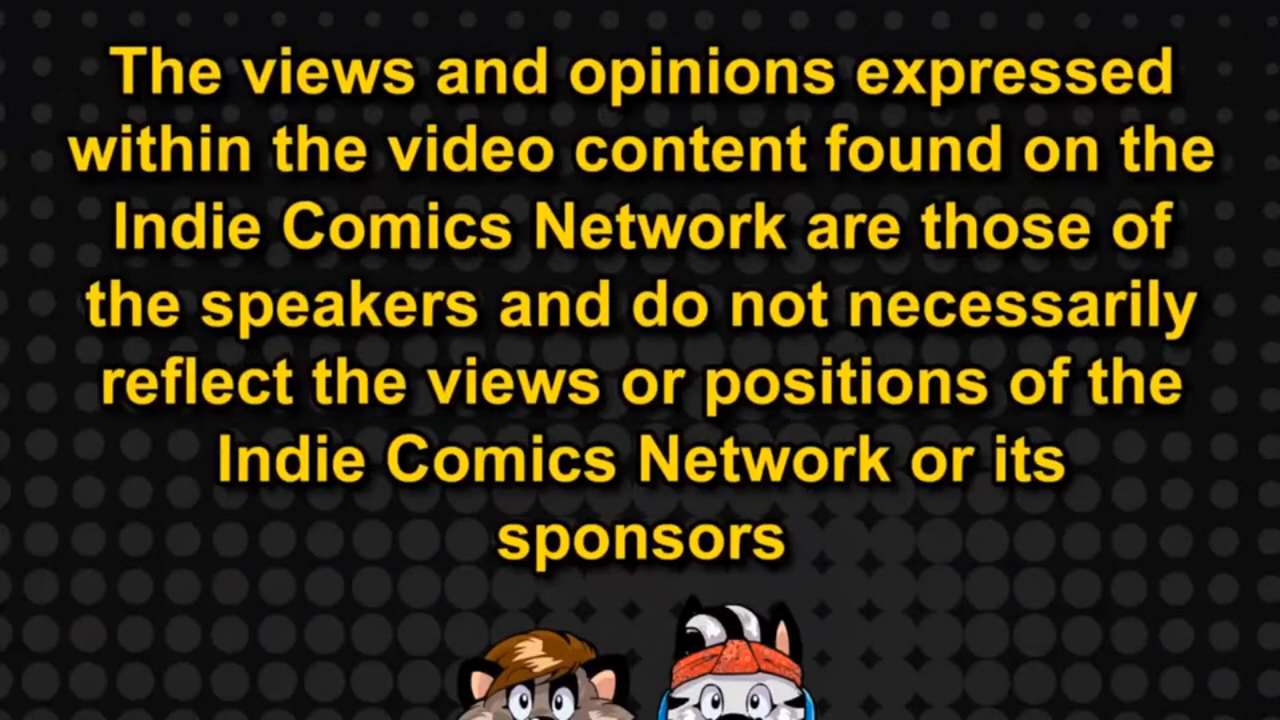 The views and opinions expressed
within the video content found on the
Indie Comics Network are those of
the speakers and do not necessarily
reflect the views or positions of the
Indie Comics Network or its
sponsors